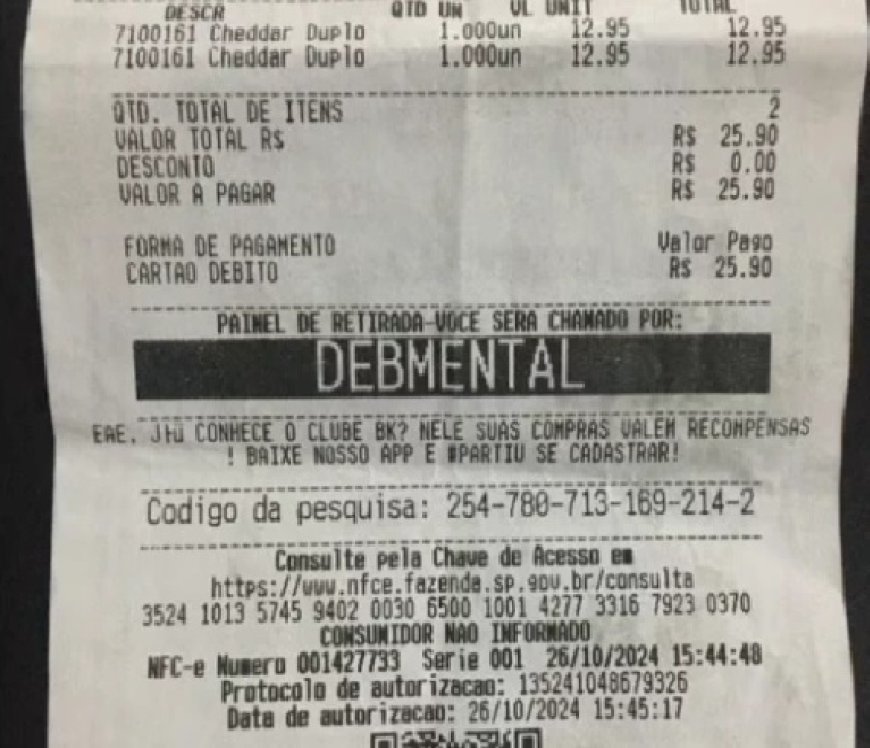 DESCR QTD UN VL UNIT TOTAL
7100161 Cheddar Duplo 1.000un 12.95 12.95
7100161 Cheddar Duplo 1.000un 12.95 12.95
QTD. TOTAL DE ITENS 2
VALOR TOTAL R$ R$ 25.90
DESCONTO R$ 0.00
VALOR A PAGAR R$ 25.90
FORMA DE PAGAMENTO Valor Pago
CARTAO DEBITO R$ 25.90
PAINEL DE RETIRADA-VOCE SERA CHAMADO POR:
DEBMENTAL
EAE, CONHECE O CLUBE BK? NELE SUAS COMPRAS VALEM RECOMPENSAS
! BAIXE NOSSO APP E #PARTIU SE CADASTRAR!
Codigo da pesquisa: 254-780-713-169-214-2
Consulte pela Chave de Acesso em
https://www.nfce.fazenda.sp.gov.br/consulta
3524 1013 5745 9402 0030 6500 1001 4277 3316 7923 0370
CONSUMIDOR NAO INFORMADO
NFC-e Numero 001427733 Serie 001 26/10/2024 15:44:48
Protocolo de autorizacao: 135241048679326
Data de autorizacao: 26/10/2024 15:45:17